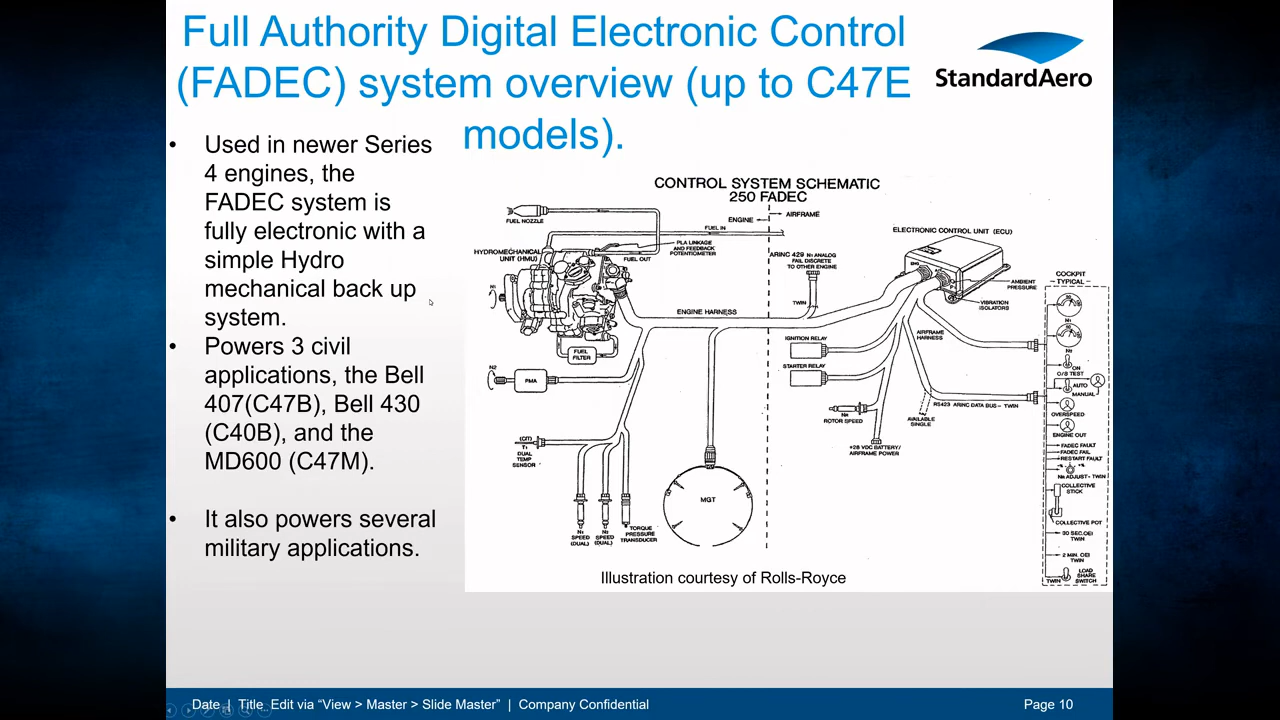 Full Authority Digital Electronic Control
(FADEC) system overview (up to C47E
models).
StandardAero
• Used in newer Series
4 engines, the
FADEC system is
fully electronic with a
simple Hydro
mechanical back up
system.
• Powers 3 civil
applications, the Bell
407(C47B), Bell 430
(C40B), and the
MD600 (C47M).
• It also powers several
military applications.
CONTROL SYSTEM SCHEMATIC
250 FADEC
ENGINE
AIRFRAME
FUEL NOZZLE
FUEL IN
HYDROMECHANICAL
UNIT (HMU)
FUEL OUT
PLA LINKAGE
AND FEEDBACK
POTENTIOMETER
N1
FUEL
FILTER
N2
PMA
ENGINE HARNESS
(CIT)
T1
DUAL
TEMP
SENSOR
N1
SPEED
(DUAL)
N2
SPEED
(DUAL)
TORQUE
PRESSURE
TRANSDUCER
MGT
ARINC 429
N1 ANALOG
FAIL DISCRETE
TO OTHER ENGINE
TWIN
ELECTRONIC CONTROL UNIT (ECU)
AMBIENT
PRESSURE
VIBRATION
ISOLATORS
IGNITION RELAY
STARTER RELAY
AIRFRAME
HARNESS
NR
ROTOR SPEED
+28 VDC BATTERY/
AIRFRAME POWER
AVAILABLE
SINGLE
RS423 ARINC DATA BUS - TWIN
COCKPIT
- TYPICAL -
N1
N2
ON
O/S TEST
AUTO
MANUAL
OVERSPEED
ENGINE OUT
FADEC FAULT
FADEC FAIL
RESTART FAULT
NR ADJUST - TWIN
COLLECTIVE
STICK
COLLECTIVE POT
30 SEC.OEI
TWIN
2 MIN. OEI
TWIN
TWIN
LOAD
SHARE
SWITCH
Illustration courtesy of Rolls-Royce
Date | Title Edit via “View > Master > Slide Master” | Company Confidential
Page 10